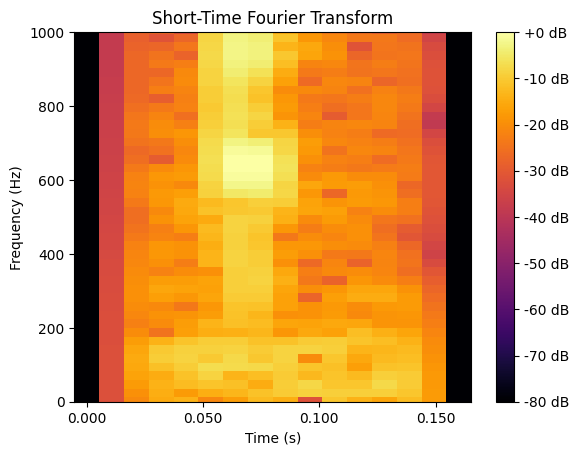 Short-Time Fourier Transform
1000
800
600
400
200
0
Frequency (Hz)
0.000
0.050
0.100
0.150
Time (s)
+0 dB
-10 dB
-20 dB
-30 dB
-40 dB
-50 dB
-60 dB
-70 dB
-80 dB